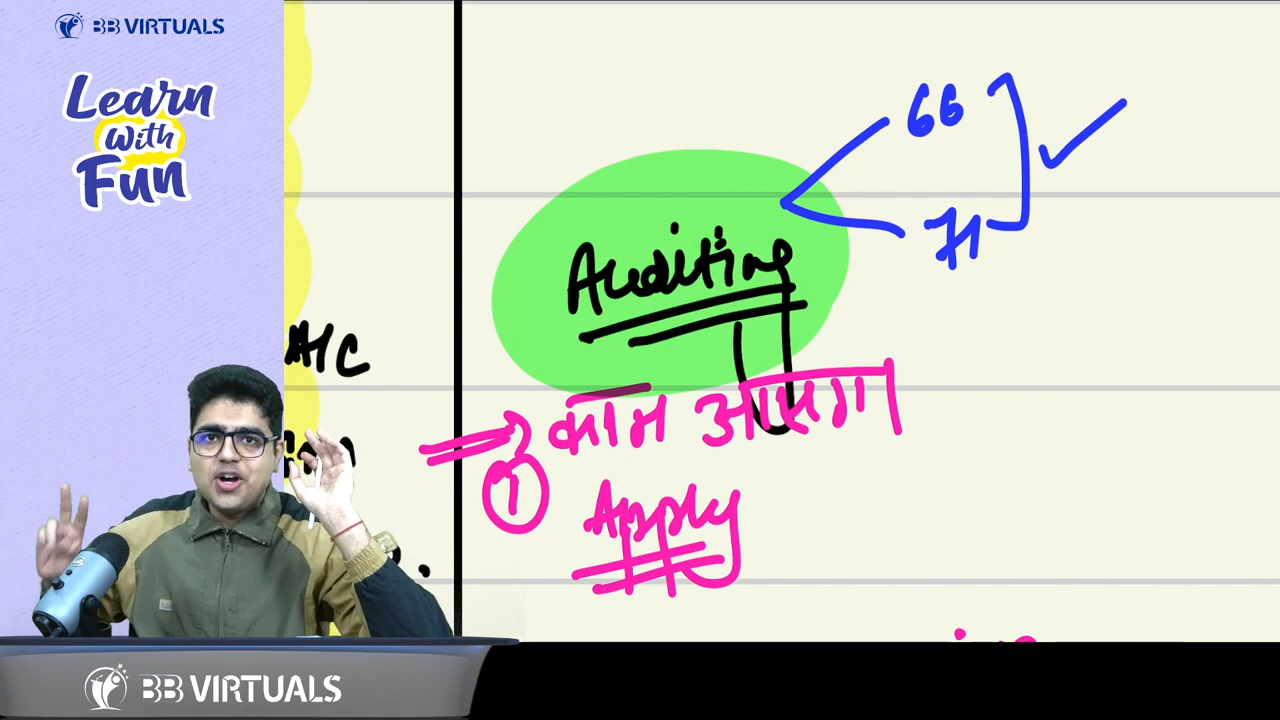 BB VIRTUALS
Learn
With
Fun
66
71
Auditing
A/C
काम आएगा
①
Apply
BB VIRTUALS